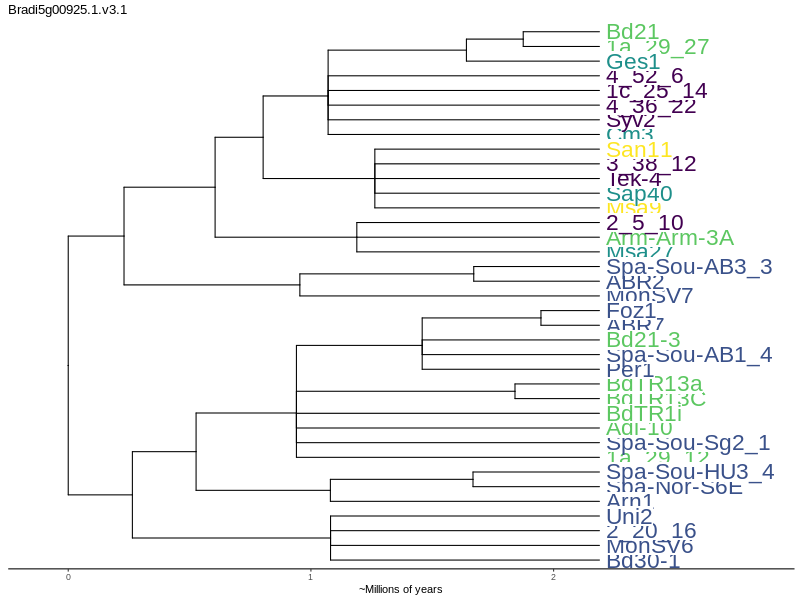 Bradi5g00925.1.v3.1
Bd21
1a_29_27
Ges1
4_52_6
1c_25_14
4_36_22
Syv2
Cm3
San11
3_38_12
Tek-4
Sap40
Msa9
2_5_10
Arm-Arm-3A
Msa27
Spa-Sou-AB3_3
ABR2
MonSV7
Foz1
ABR7
Bd21-3
Spa-Sou-AB1_4
Per1
BdTR13a
BdTR13C
BdTR1i
Adi-10
Spa-Sou-Sg2_1
1a_29_12
Spa-Sou-HU3_4
Spa-Nor-S6E
Arn1
Uni2
2_20_16
MonSV6
Bd30-1
0 1 2
~Millions of years